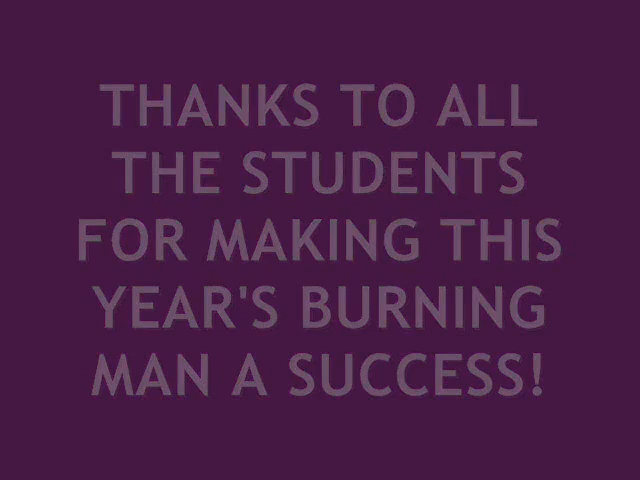 THANKS TO ALL
THE STUDENTS
FOR MAKING THIS
YEAR'S BURNING
MAN A SUCCESS!